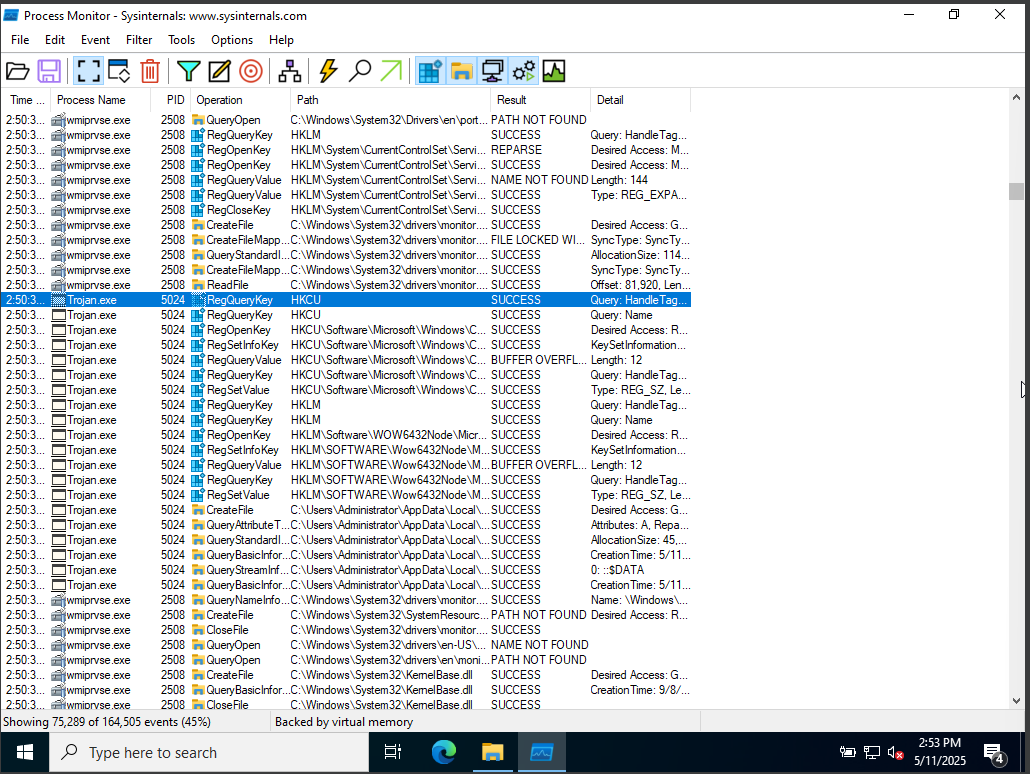 Process Monitor - Sysinternals: www.sysinternals.com
File Edit Event Filter Tools Options Help
Time ... Process Name PID Operation Path Result Detail
2:50:3... wmiprvse.exe 2508 QueryOpen C:\Windows\System32\Drivers\en\port... PATH NOT FOUND
2:50:3... wmiprvse.exe 2508 RegQueryKey HKLM SUCCESS Query: HandleTag...
2:50:3... wmiprvse.exe 2508 RegOpenKey HKLM\System\CurrentControlSet\Servi... REPARSE Desired Access: M...
2:50:3... wmiprvse.exe 2508 RegOpenKey HKLM\System\CurrentControlSet\Servi... SUCCESS Desired Access: M...
2:50:3... wmiprvse.exe 2508 RegQueryValue HKLM\System\CurrentControlSet\Servi... NAME NOT FOUND Length: 144
2:50:3... wmiprvse.exe 2508 RegQueryValue HKLM\System\CurrentControlSet\Servi... SUCCESS Type: REG_EXPA...
2:50:3... wmiprvse.exe 2508 RegCloseKey HKLM\System\CurrentControlSet\Servi... SUCCESS
2:50:3... wmiprvse.exe 2508 CreateFile C:\Windows\System32\drivers\monitor.... SUCCESS Desired Access: G...
2:50:3... wmiprvse.exe 2508 CreateFileMapp... C:\Windows\System32\drivers\monitor.... FILE LOCKED WI... SyncType: SyncTy...
2:50:3... wmiprvse.exe 2508 QueryStandardI... C:\Windows\System32\drivers\monitor.... SUCCESS AllocationSize: 114...
2:50:3... wmiprvse.exe 2508 CreateFileMapp... C:\Windows\System32\drivers\monitor.... SUCCESS SyncType: SyncTy...
2:50:3... wmiprvse.exe 2508 ReadFile C:\Windows\System32\drivers\monitor.... SUCCESS Offset: 81,920, Len...
2:50:3... Trojan.exe 5024 RegQueryKey HKCU SUCCESS Query: HandleTag...
2:50:3... Trojan.exe 5024 RegQueryKey HKCU SUCCESS Query: Name
2:50:3... Trojan.exe 5024 RegOpenKey HKCU\Software\Microsoft\Windows\C... SUCCESS Desired Access: R...
2:50:3... Trojan.exe 5024 RegSetInfoKey HKCU\Software\Microsoft\Windows\C... SUCCESS KeySetInformation...
2:50:3... Trojan.exe 5024 RegQueryValue HKCU\Software\Microsoft\Windows\C... BUFFER OVERFL... Length: 12
2:50:3... Trojan.exe 5024 RegQueryKey HKCU\Software\Microsoft\Windows\C... SUCCESS Query: HandleTag...
2:50:3... Trojan.exe 5024 RegSetValue HKCU\Software\Microsoft\Windows\C... SUCCESS Type: REG_SZ, Le...
2:50:3... Trojan.exe 5024 RegQueryKey HKLM SUCCESS Query: HandleTag...
2:50:3... Trojan.exe 5024 RegQueryKey HKLM SUCCESS Query: Name
2:50:3... Trojan.exe 5024 RegOpenKey HKLM\Software\WOW6432Node\Micr... SUCCESS Desired Access: R...
2:50:3... Trojan.exe 5024 RegSetInfoKey HKLM\SOFTWARE\Wow6432Node\M... SUCCESS KeySetInformation...
2:50:3... Trojan.exe 5024 RegQueryValue HKLM\SOFTWARE\Wow6432Node\M... BUFFER OVERFL... Length: 12
2:50:3... Trojan.exe 5024 RegQueryKey HKLM\SOFTWARE\Wow6432Node\M... SUCCESS Query: HandleTag...
2:50:3... Trojan.exe 5024 RegSetValue HKLM\SOFTWARE\Wow6432Node\M... SUCCESS Type: REG_SZ, Le...
2:50:3... Trojan.exe 5024 CreateFile C:\Users\Administrator\AppData\Local\... SUCCESS Desired Access: G...
2:50:3... Trojan.exe 5024 QueryAttributeT... C:\Users\Administrator\AppData\Local\... SUCCESS Attributes: A, Repa...
2:50:3... Trojan.exe 5024 QueryStandardI... C:\Users\Administrator\AppData\Local\... SUCCESS AllocationSize: 45,...
2:50:3... Trojan.exe 5024 QueryBasicInfor... C:\Users\Administrator\AppData\Local\... SUCCESS CreationTime: 5/11...
2:50:3... Trojan.exe 5024 QueryStreamInf... C:\Users\Administrator\AppData\Local\... SUCCESS 0: ::$DATA
2:50:3... Trojan.exe 5024 QueryBasicInfor... C:\Users\Administrator\AppData\Local\... SUCCESS CreationTime: 5/11...
2:50:3... wmiprvse.exe 2508 QueryNameInfo... C:\Windows\System32\drivers\monitor.... SUCCESS Name: \Windows\...
2:50:3... wmiprvse.exe 2508 CreateFile C:\Windows\System32\SystemResourc... PATH NOT FOUND Desired Access: R...
2:50:3... wmiprvse.exe 2508 CloseFile C:\Windows\System32\drivers\monitor.... SUCCESS
2:50:3... wmiprvse.exe 2508 QueryOpen C:\Windows\System32\drivers\en-US\... NAME NOT FOUND
2:50:3... wmiprvse.exe 2508 QueryOpen C:\Windows\System32\drivers\en\moni... PATH NOT FOUND
2:50:3... wmiprvse.exe 2508 CreateFile C:\Windows\System32\KernelBase.dll SUCCESS Desired Access: G...
2:50:3... wmiprvse.exe 2508 QueryBasicInfor... C:\Windows\System32\KernelBase.dll SUCCESS CreationTime: 9/8/...
2:50:3... wmiprvse.exe 2508 CloseFile C:\Windows\System32\KernelBase.dll SUCCESS
Showing 75,289 of 164,505 events (45%) Backed by virtual memory
Type here to search
2:53 PM
5/11/2025
4